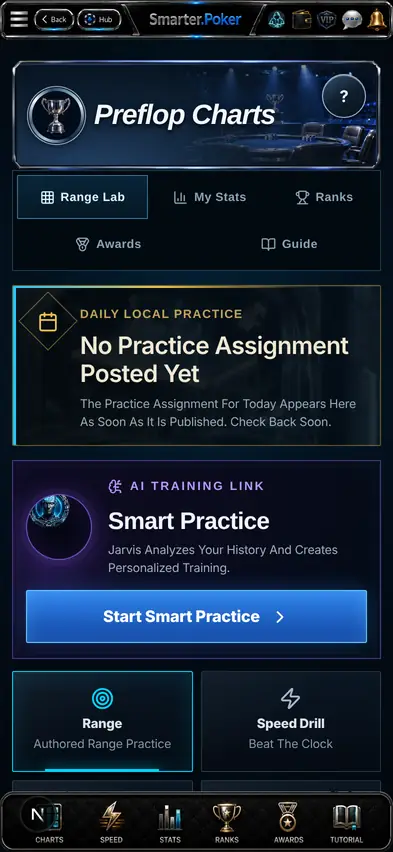 Back
Hub
Smarter.Poker
VIP
Preflop Charts
?
Range Lab
My Stats
Ranks
Awards
Guide
DAILY LOCAL PRACTICE
No Practice Assignment
Posted Yet
The Practice Assignment For Today Appears Here
As Soon As It Is Published. Check Back Soon.
AI TRAINING LINK
Smart Practice
Jarvis Analyzes Your History And Creates
Personalized Training.
Start Smart Practice
Range
Authored Range Practice
Speed Drill
Beat The Clock
N
CHARTS
SPEED
STATS
RANKS
AWARDS
TUTORIAL